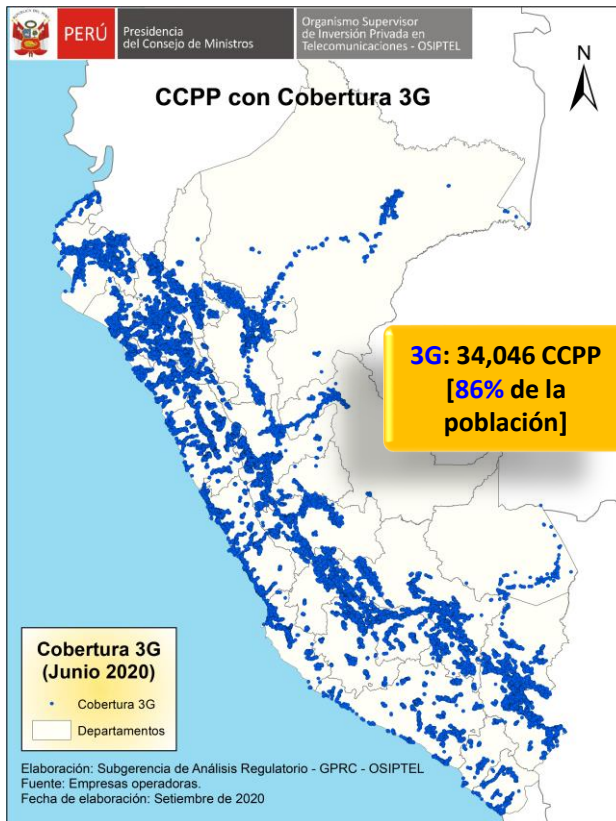 PERÚ
Presidencia
del Consejo de Ministros
Organismo Supervisor
de Inversión Privada en
Telecomunicaciones - OSIPTEL
CCPP con Cobertura 3G
N
3G: 34,046 CCPP
[86% de la
población]
Cobertura 3G
(Junio 2020)
Cobertura 3G
Departamentos
Elaboración: Subgerencia de Análisis Regulatorio - GPRC - OSIPTEL
Fuente: Empresas operadoras.
Fecha de elaboración: Setiembre de 2020